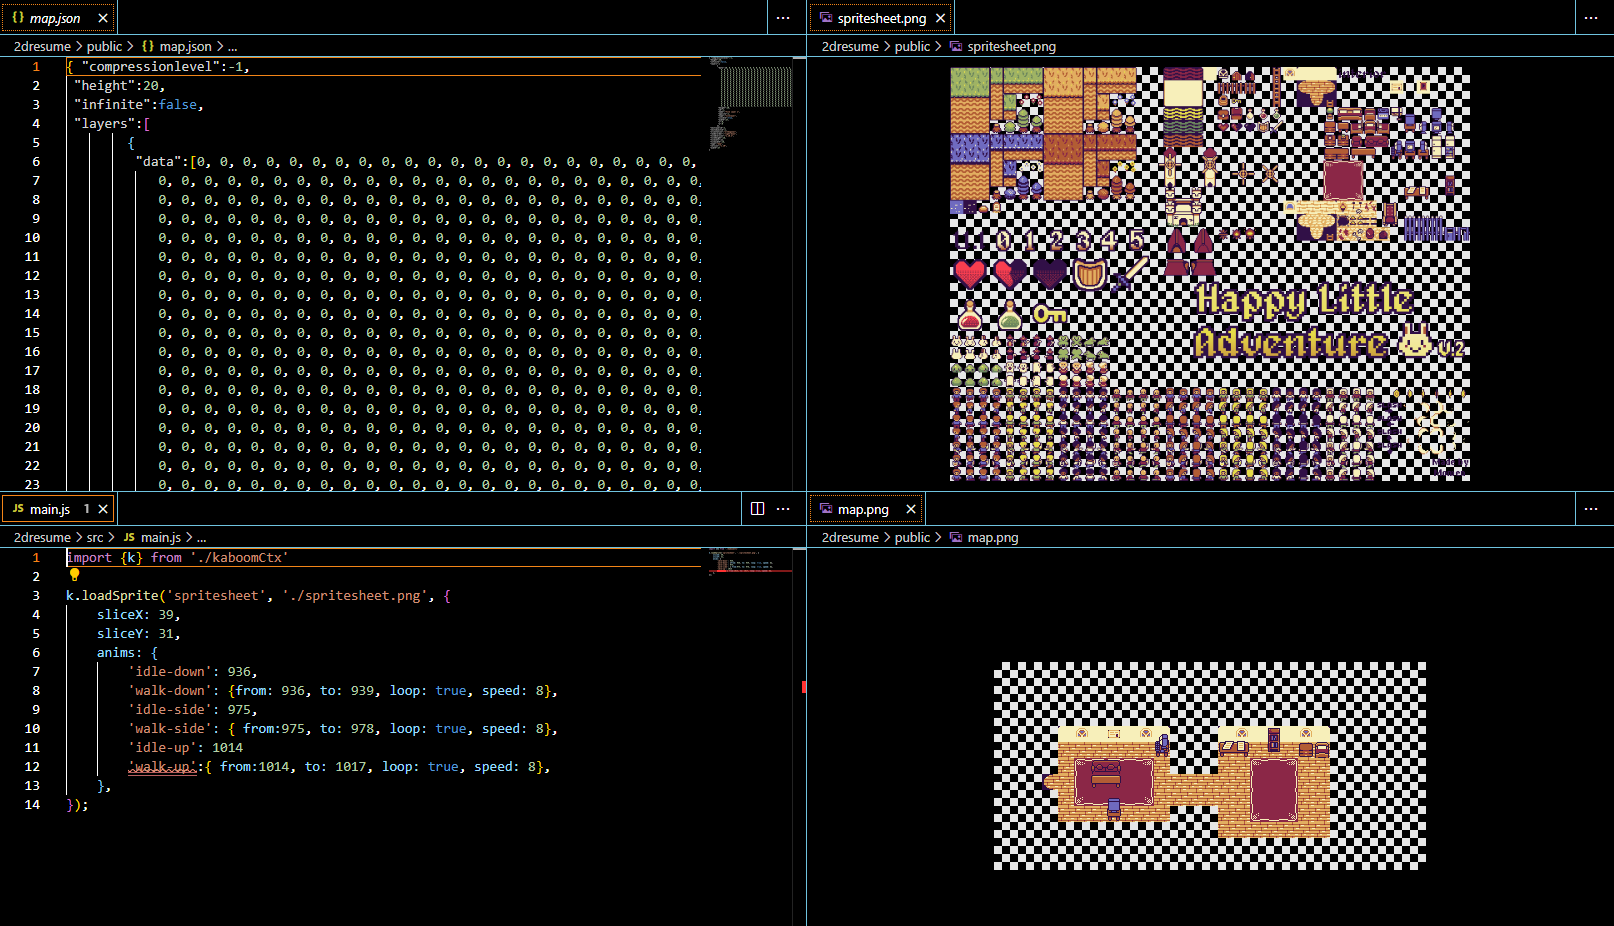 {} map.json ×
···
2dresume > public > {} map.json > ...
1 { "compressionlevel":-1,
2 "height":20,
3 "infinite":false,
4 "layers":[
5 {
6 "data":[0, 0, 0, 0, 0, 0, 0, 0, 0, 0, 0, 0, 0, 0, 0, 0, 0, 0, 0, 0, 0, 0,
7 0, 0, 0, 0, 0, 0, 0, 0, 0, 0, 0, 0, 0, 0, 0, 0, 0, 0, 0, 0, 0, 0, 0, 0,
8 0, 0, 0, 0, 0, 0, 0, 0, 0, 0, 0, 0, 0, 0, 0, 0, 0, 0, 0, 0, 0, 0, 0, 0,
9 0, 0, 0, 0, 0, 0, 0, 0, 0, 0, 0, 0, 0, 0, 0, 0, 0, 0, 0, 0, 0, 0, 0, 0,
10 0, 0, 0, 0, 0, 0, 0, 0, 0, 0, 0, 0, 0, 0, 0, 0, 0, 0, 0, 0, 0, 0, 0, 0,
11 0, 0, 0, 0, 0, 0, 0, 0, 0, 0, 0, 0, 0, 0, 0, 0, 0, 0, 0, 0, 0, 0, 0, 0,
12 0, 0, 0, 0, 0, 0, 0, 0, 0, 0, 0, 0, 0, 0, 0, 0, 0, 0, 0, 0, 0, 0, 0, 0,
13 0, 0, 0, 0, 0, 0, 0, 0, 0, 0, 0, 0, 0, 0, 0, 0, 0, 0, 0, 0, 0, 0, 0, 0,
14 0, 0, 0, 0, 0, 0, 0, 0, 0, 0, 0, 0, 0, 0, 0, 0, 0, 0, 0, 0, 0, 0, 0, 0,
15 0, 0, 0, 0, 0, 0, 0, 0, 0, 0, 0, 0, 0, 0, 0, 0, 0, 0, 0, 0, 0, 0, 0, 0,
16 0, 0, 0, 0, 0, 0, 0, 0, 0, 0, 0, 0, 0, 0, 0, 0, 0, 0, 0, 0, 0, 0, 0, 0,
17 0, 0, 0, 0, 0, 0, 0, 0, 0, 0, 0, 0, 0, 0, 0, 0, 0, 0, 0, 0, 0, 0, 0, 0,
18 0, 0, 0, 0, 0, 0, 0, 0, 0, 0, 0, 0, 0, 0, 0, 0, 0, 0, 0, 0, 0, 0, 0, 0,
19 0, 0, 0, 0, 0, 0, 0, 0, 0, 0, 0, 0, 0, 0, 0, 0, 0, 0, 0, 0, 0, 0, 0, 0,
20 0, 0, 0, 0, 0, 0, 0, 0, 0, 0, 0, 0, 0, 0, 0, 0, 0, 0, 0, 0, 0, 0, 0, 0,
21 0, 0, 0, 0, 0, 0, 0, 0, 0, 0, 0, 0, 0, 0, 0, 0, 0, 0, 0, 0, 0, 0, 0, 0,
22 0, 0, 0, 0, 0, 0, 0, 0, 0, 0, 0, 0, 0, 0, 0, 0, 0, 0, 0, 0, 0, 0, 0, 0,
23 0, 0, 0, 0, 0, 0, 0, 0, 0, 0, 0, 0, 0, 0, 0, 0, 0, 0, 0, 0, 0, 0, 0, 0,
spritesheet.png ×
···
2dresume > public > spritesheet.png
0 1 2 3 4 5
Happy Little
Adventure
JS main.js 1 ×
···
2dresume > src > JS main.js > ...
1 import {k} from './kaboomCtx'
2
3 k.loadSprite('spritesheet', './spritesheet.png', {
4 sliceX: 39,
5 sliceY: 31,
6 anims: {
7 'idle-down': 936,
8 'walk-down': {from: 936, to: 939, loop: true, speed: 8},
9 'idle-side': 975,
10 'walk-side': { from:975, to: 978, loop: true, speed: 8},
11 'idle-up': 1014
12 'walk-up':{ from:1014, to: 1017, loop: true, speed: 8},
13 },
14 });
map.png ×
···
2dresume > public > map.png